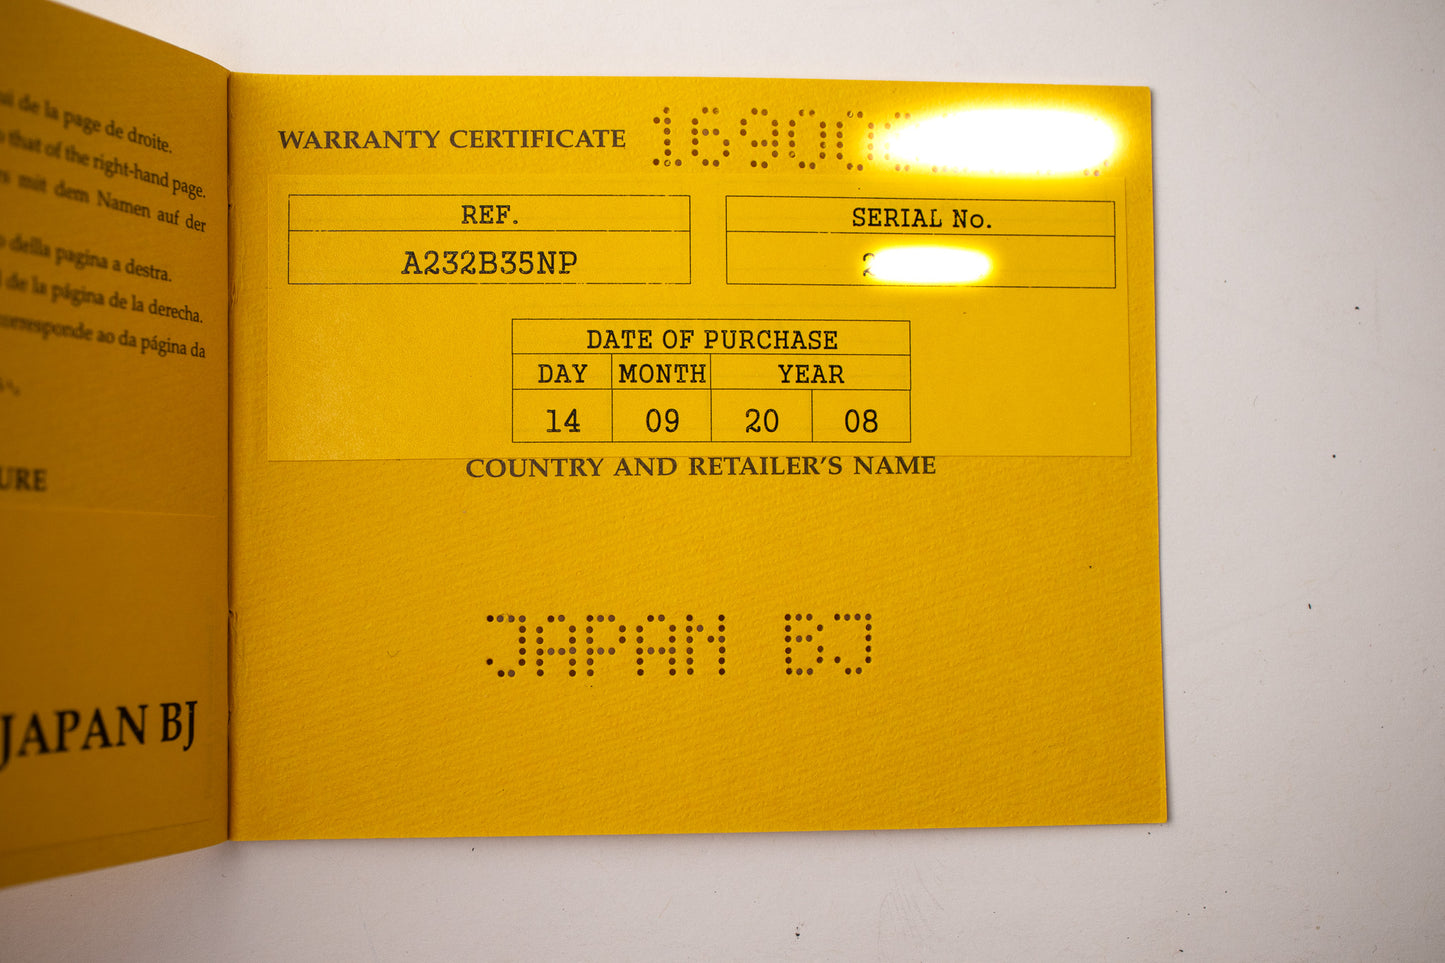 de la page de droite.
that of the right-hand page.
mit dem Namen auf der
della pagina a destra.
de la página de la derecha.
corresponde ao da página da
URE
JAPAN BJ
WARRANTY CERTIFICATE 16900
REF.
A232B35NP
SERIAL No.
2
DATE OF PURCHASE
DAY MONTH YEAR
14 09 20 08
COUNTRY AND RETAILER'S NAME
JAPAN BJ